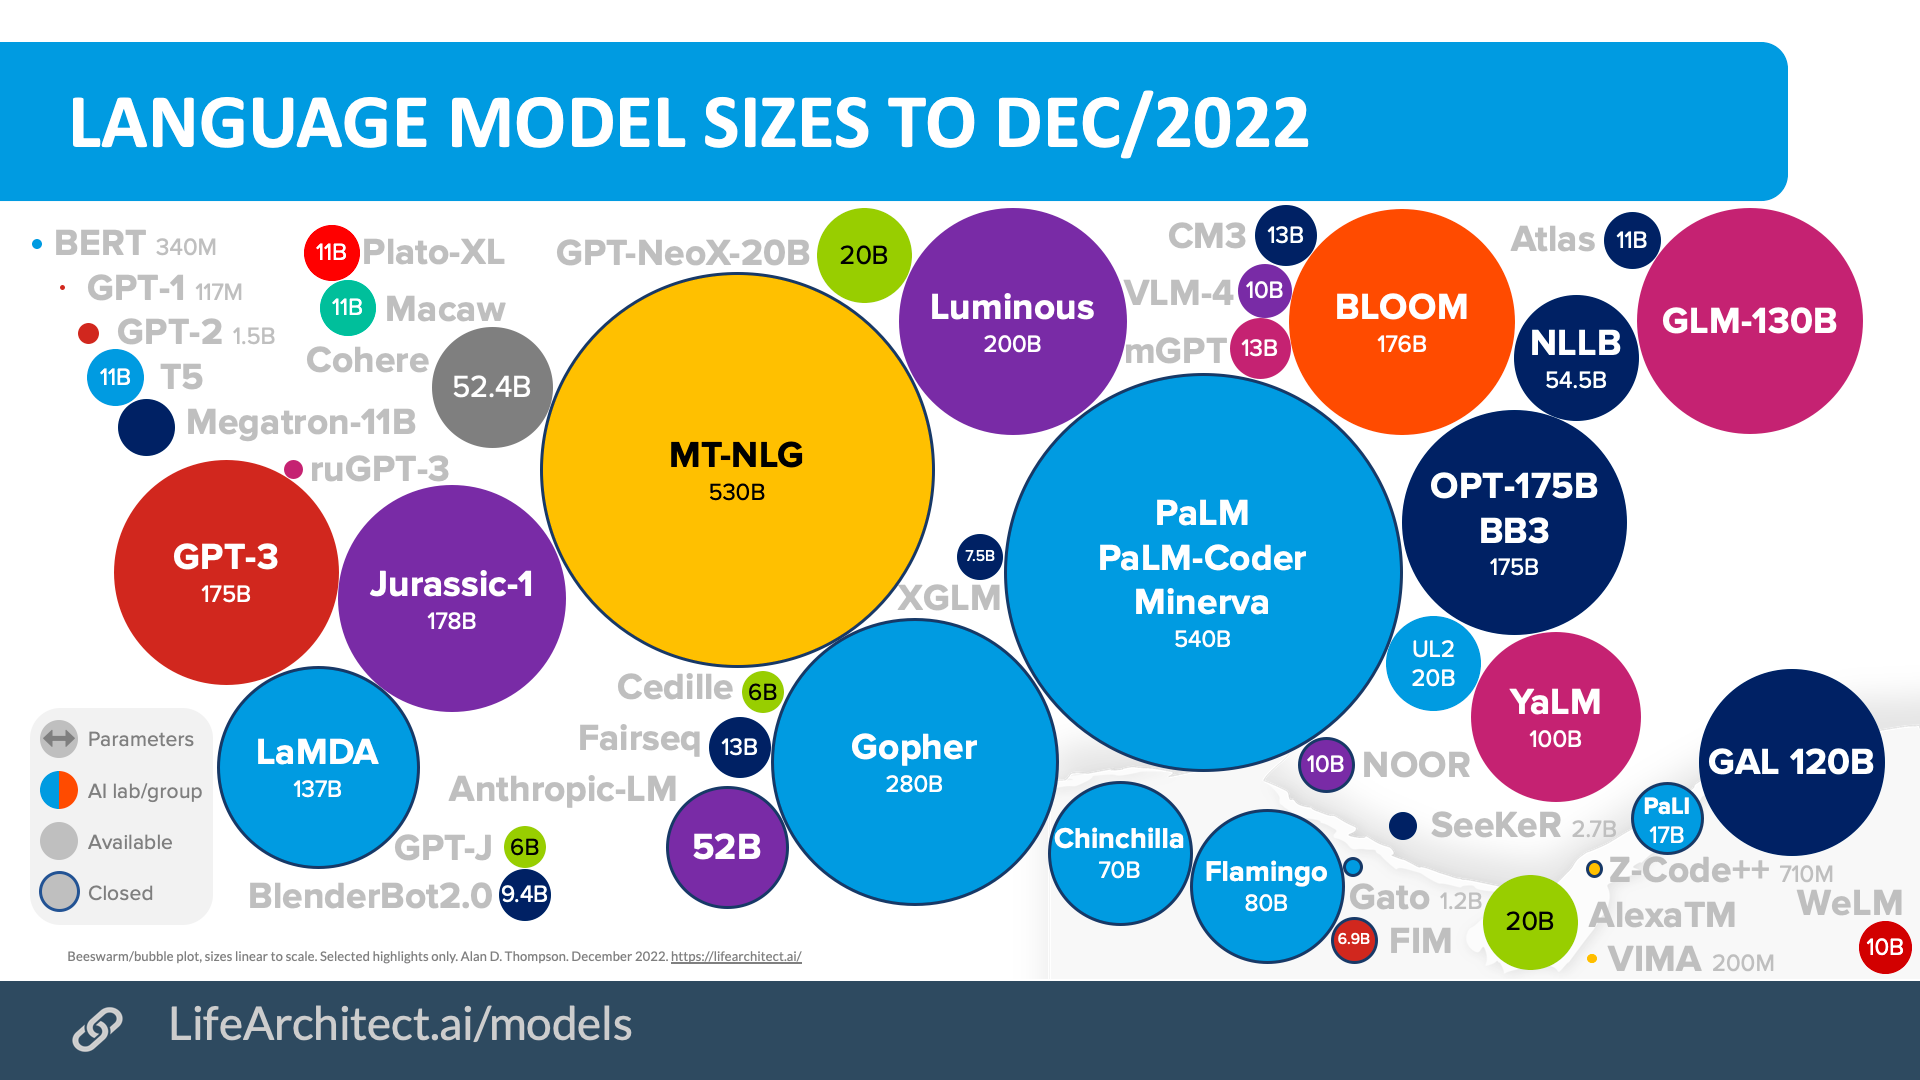 LANGUAGE MODEL SIZES TO DEC/2022
BERT 340M
GPT-1 117M
GPT-2 1.5B
11B T5
Megatron-11B
ruGPT-3
11B Plato-XL
11B Macaw
Cohere
52.4B
GPT-NeoX-20B 20B
MT-NLG
530B
Luminous
200B
CM3 13B
VLM-4 10B
mGPT 13B
BLOOM
176B
Atlas 11B
NLLB
54.5B
GLM-130B
GPT-3
175B
Jurassic-1
178B
7.5B
XGLM
PaLM
PaLM-Coder
Minerva
540B
OPT-175B
BB3
175B
UL2
20B
YaLM
100B
GAL 120B
Parameters
AI lab/group
Available
Closed
LaMDA
137B
Cedille 6B
Fairseq 13B
Anthropic-LM
52B
GPT-J 6B
BlenderBot2.0 9.4B
Gopher
280B
Chinchilla
70B
Flamingo
80B
10B NOOR
SeeKeR 2.7B
PaLI
17B
Gato 1.2B
6.9B FIM
Z-Code++ 710M
20B AlexaTM
VIMA 200M
WeLM
10B
Beeswarm/bubble plot, sizes linear to scale. Selected highlights only. Alan D. Thompson. December 2022. https://lifearchitect.ai/
LifeArchitect.ai/models